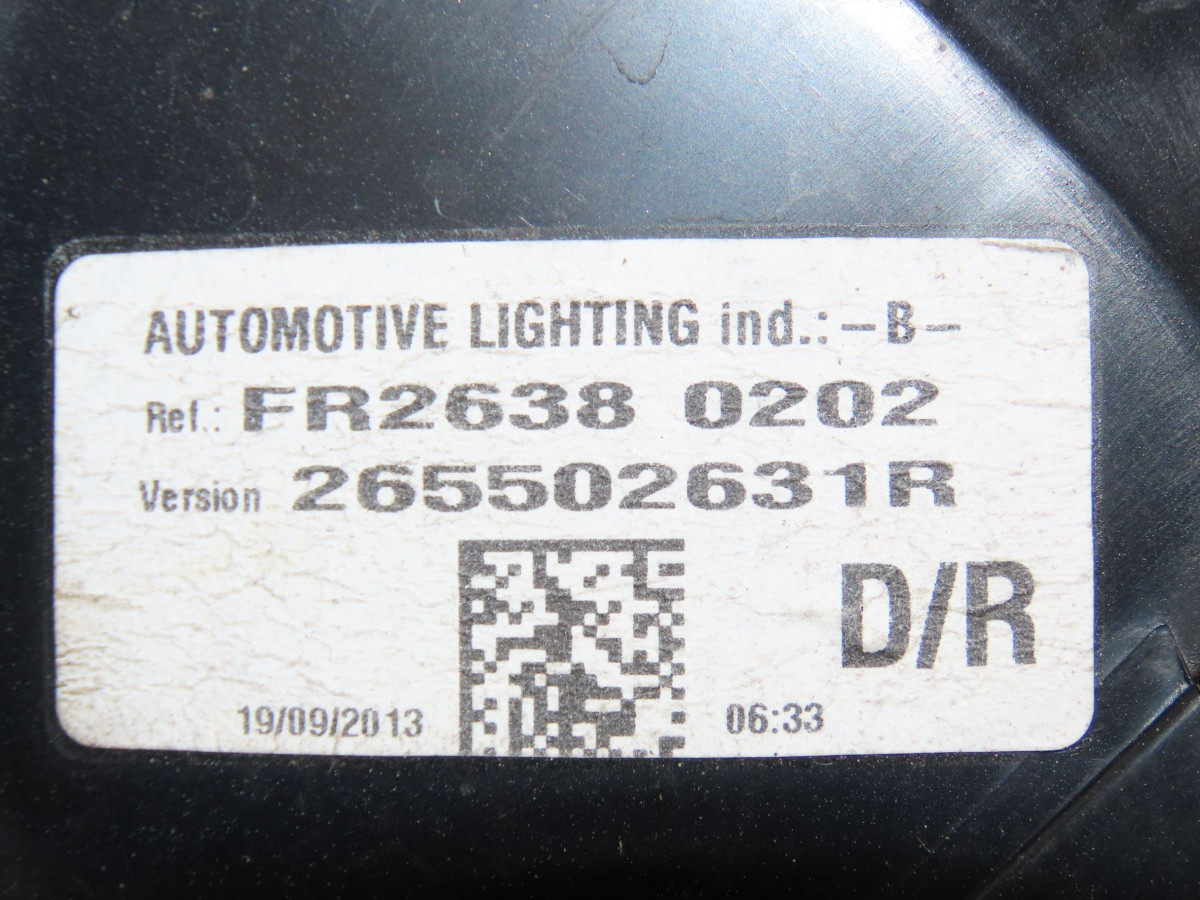 AUTOMOTIVE LIGHTING ind.: -B-
Ref.: FR2638 0202
Version 265502631R
D/R
19/09/2013 06:33